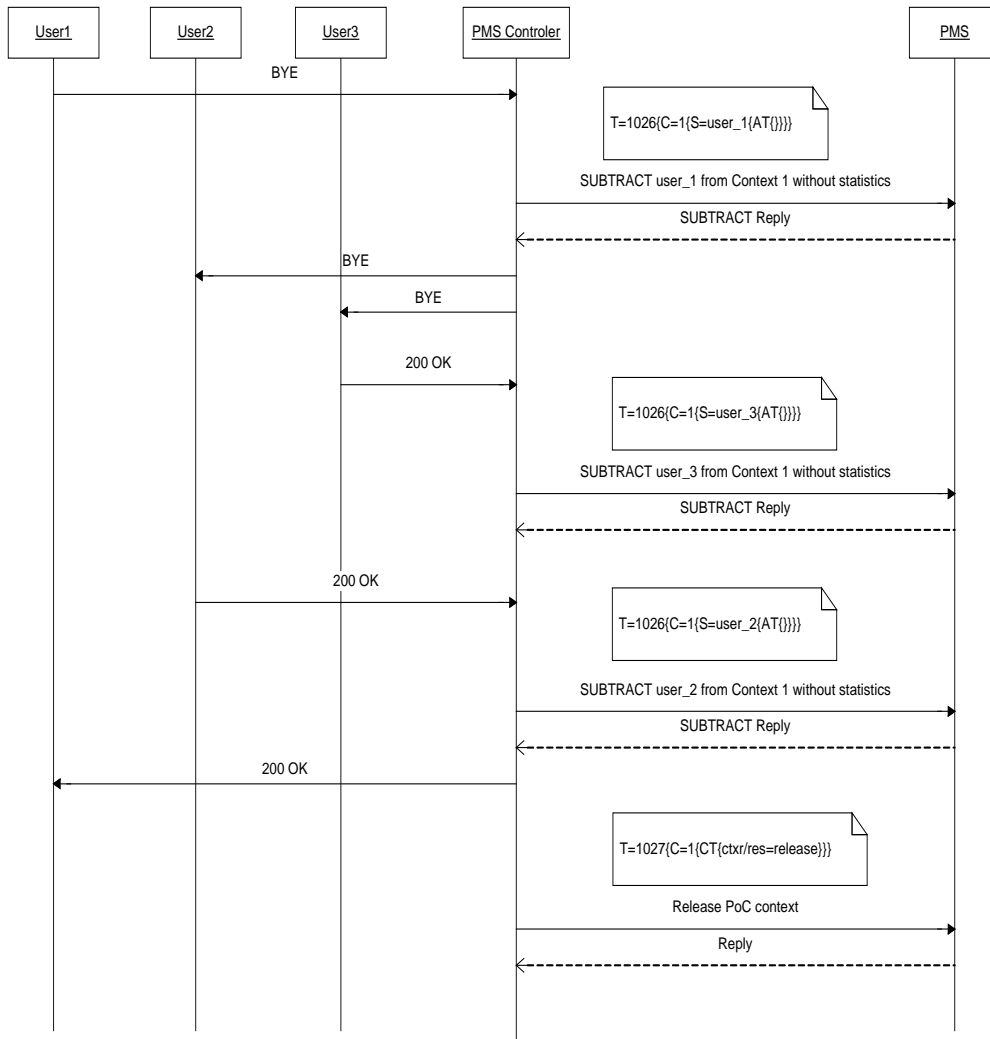 User1
User2
User3
PMS Controler
PMS
BYE
T=1026{C=1{S=user_1{AT{}}}}
SUBTRACT user_1 from Context 1 without statistics
SUBTRACT Reply
BYE
BYE
200 OK
T=1026{C=1{S=user_3{AT{}}}}
SUBTRACT user_3 from Context 1 without statistics
SUBTRACT Reply
200 OK
T=1026{C=1{S=user_2{AT{}}}}
SUBTRACT user_2 from Context 1 without statistics
SUBTRACT Reply
200 OK
T=1027{C=1{CT{ctxr/res=release}}}
Release PoC context
Reply